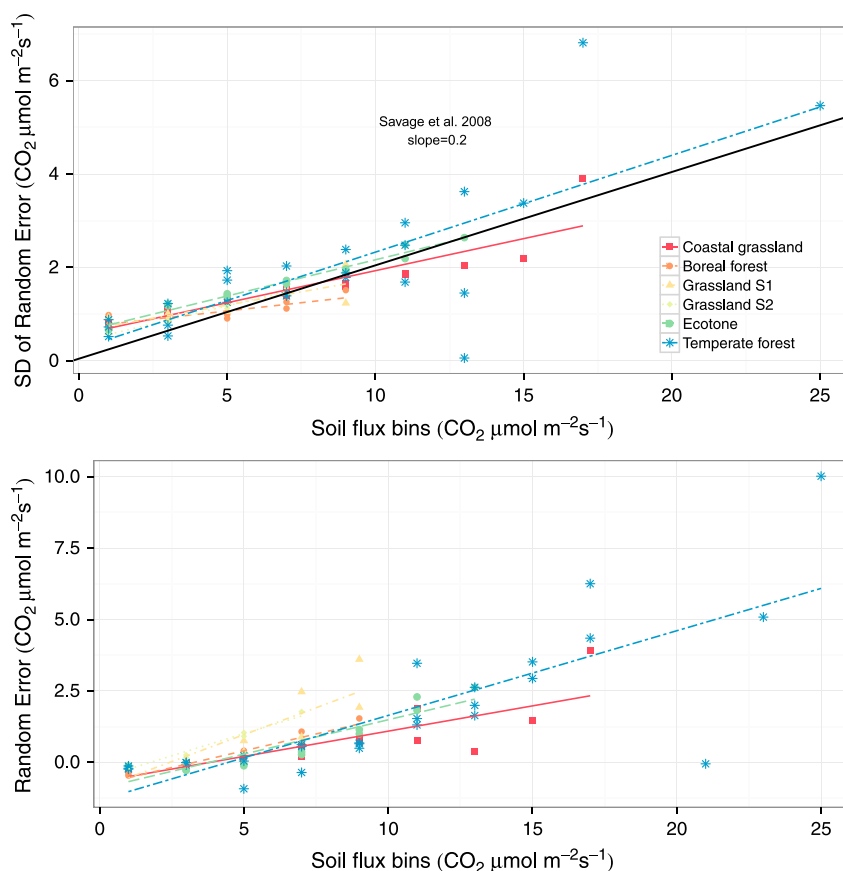 SD of Random Error (CO₂ μmol m⁻²s⁻¹)
6
4
2
0
Savage et al. 2008
slope=0.2
Coastal grassland
Boreal forest
Grassland S1
Grassland S2
Ecotone
Temperate forest
0 5 10 15 20 25
Soil flux bins (CO₂ μmol m⁻²s⁻¹)
Random Error (CO₂ μmol m⁻²s⁻¹)
10.0
7.5
5.0
2.5
0.0
0 5 10 15 20 25
Soil flux bins (CO₂ μmol m⁻²s⁻¹)